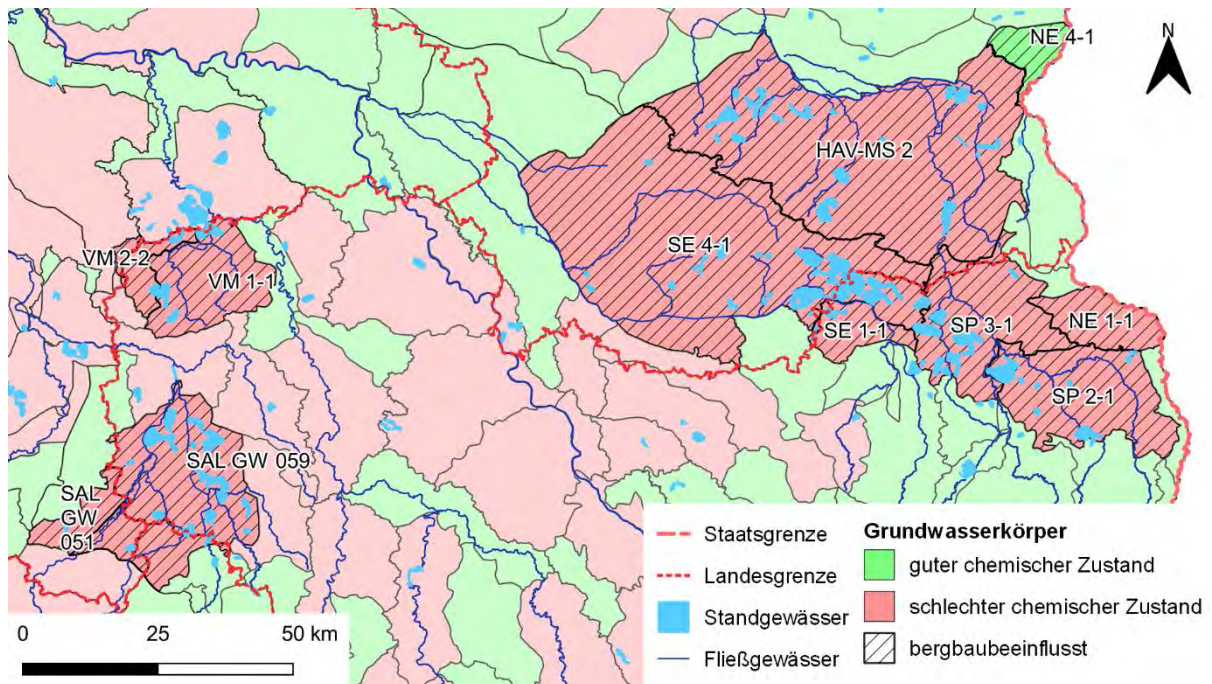 NE 4-1
N
HAV-MS 2
SE 4-1
VM 2-2
VM 1-1
SE 1-1
SP 3-1
NE 1-1
SP 2-1
SAL GW 059
SAL
GW
051
0 25 50 km
Staatsgrenze
Landesgrenze
Standgewässer
Fließgewässer
Grundwasserkörper
guter chemischer Zustand
schlechter chemischer Zustand
bergbaubeeinflusst